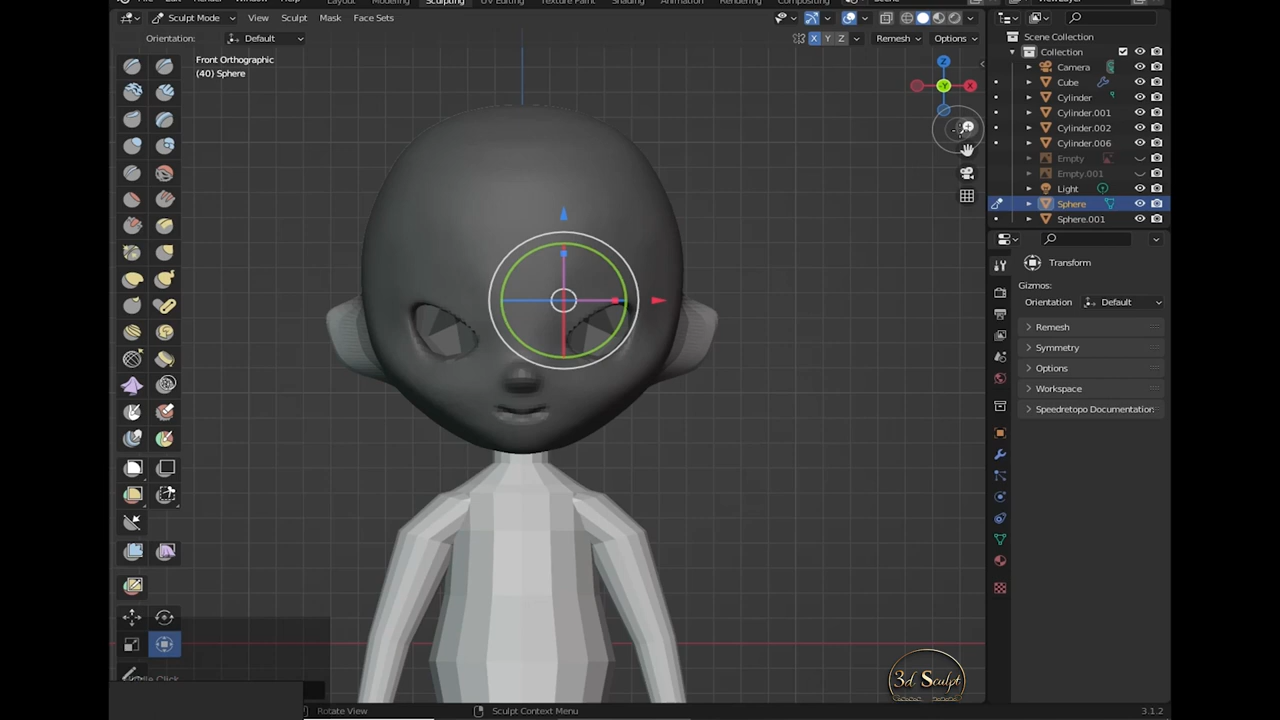 Sculpt Mode View Sculpt Mask Face Sets
Orientation: Default
X Y Z Remesh Options
Front Orthographic
(40) Sphere
Scene Collection
Collection
Camera
Cube
Cylinder
Cylinder.001
Cylinder.002
Cylinder.006
Empty
Empty.001
Light
Sphere
Sphere.001
Transform
Gizmos:
Orientation Default
Remesh
Symmetry
Options
Workspace
Speedretopo Documentation
3d Sculpt
Rotate View
Sculpt Context Menu
3.1.2